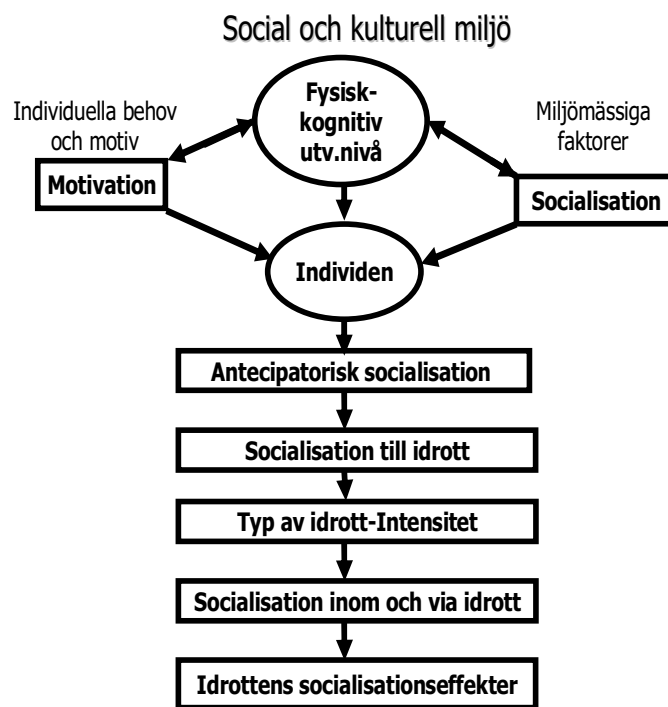 Social och kulturell miljö
Fysisk-
kognitiv
utv.nivå
Individuella behov
och motiv
Miljömässiga
faktorer
Motivation
Socialisation
Individen
Antecipatorisk socialisation
Socialisation till idrott
Typ av idrott-Intensitet
Socialisation inom och via idrott
Idrottens socialisationseffekter